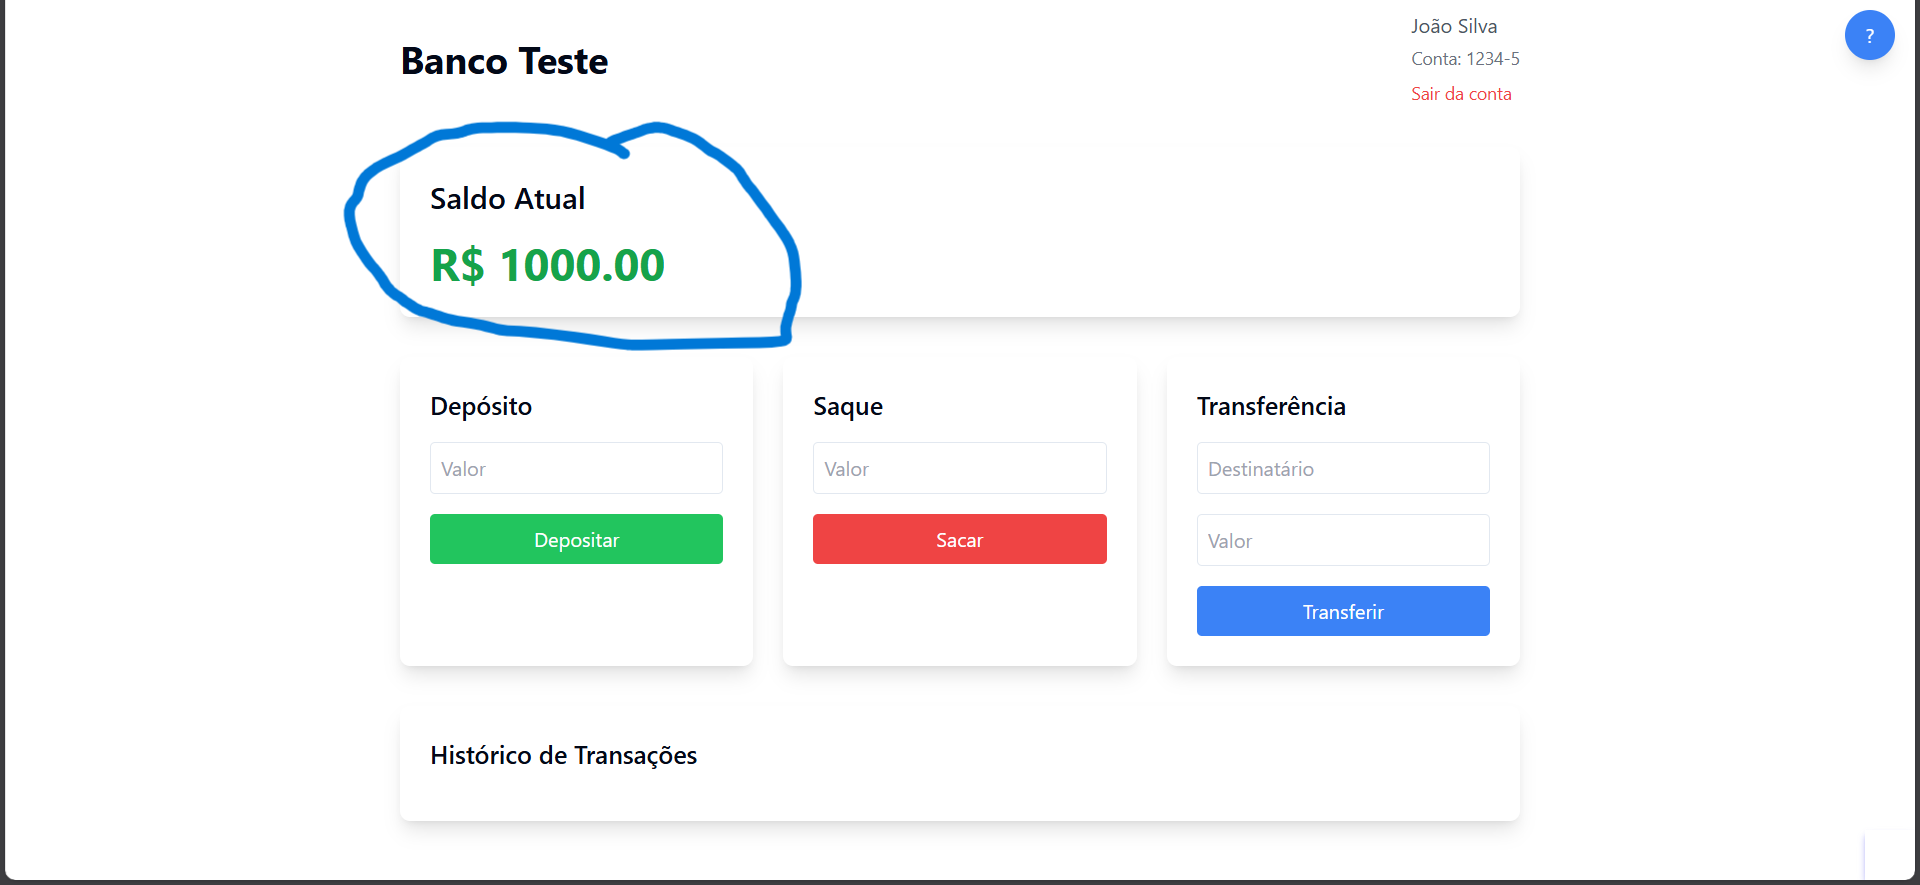 Banco Teste
João Silva
Conta: 1234-5
Sair da conta
?
Saldo Atual
R$ 1000.00
Depósito
Valor
Depositar
Saque
Valor
Sacar
Transferência
Destinatário
Valor
Transferir
Histórico de Transações